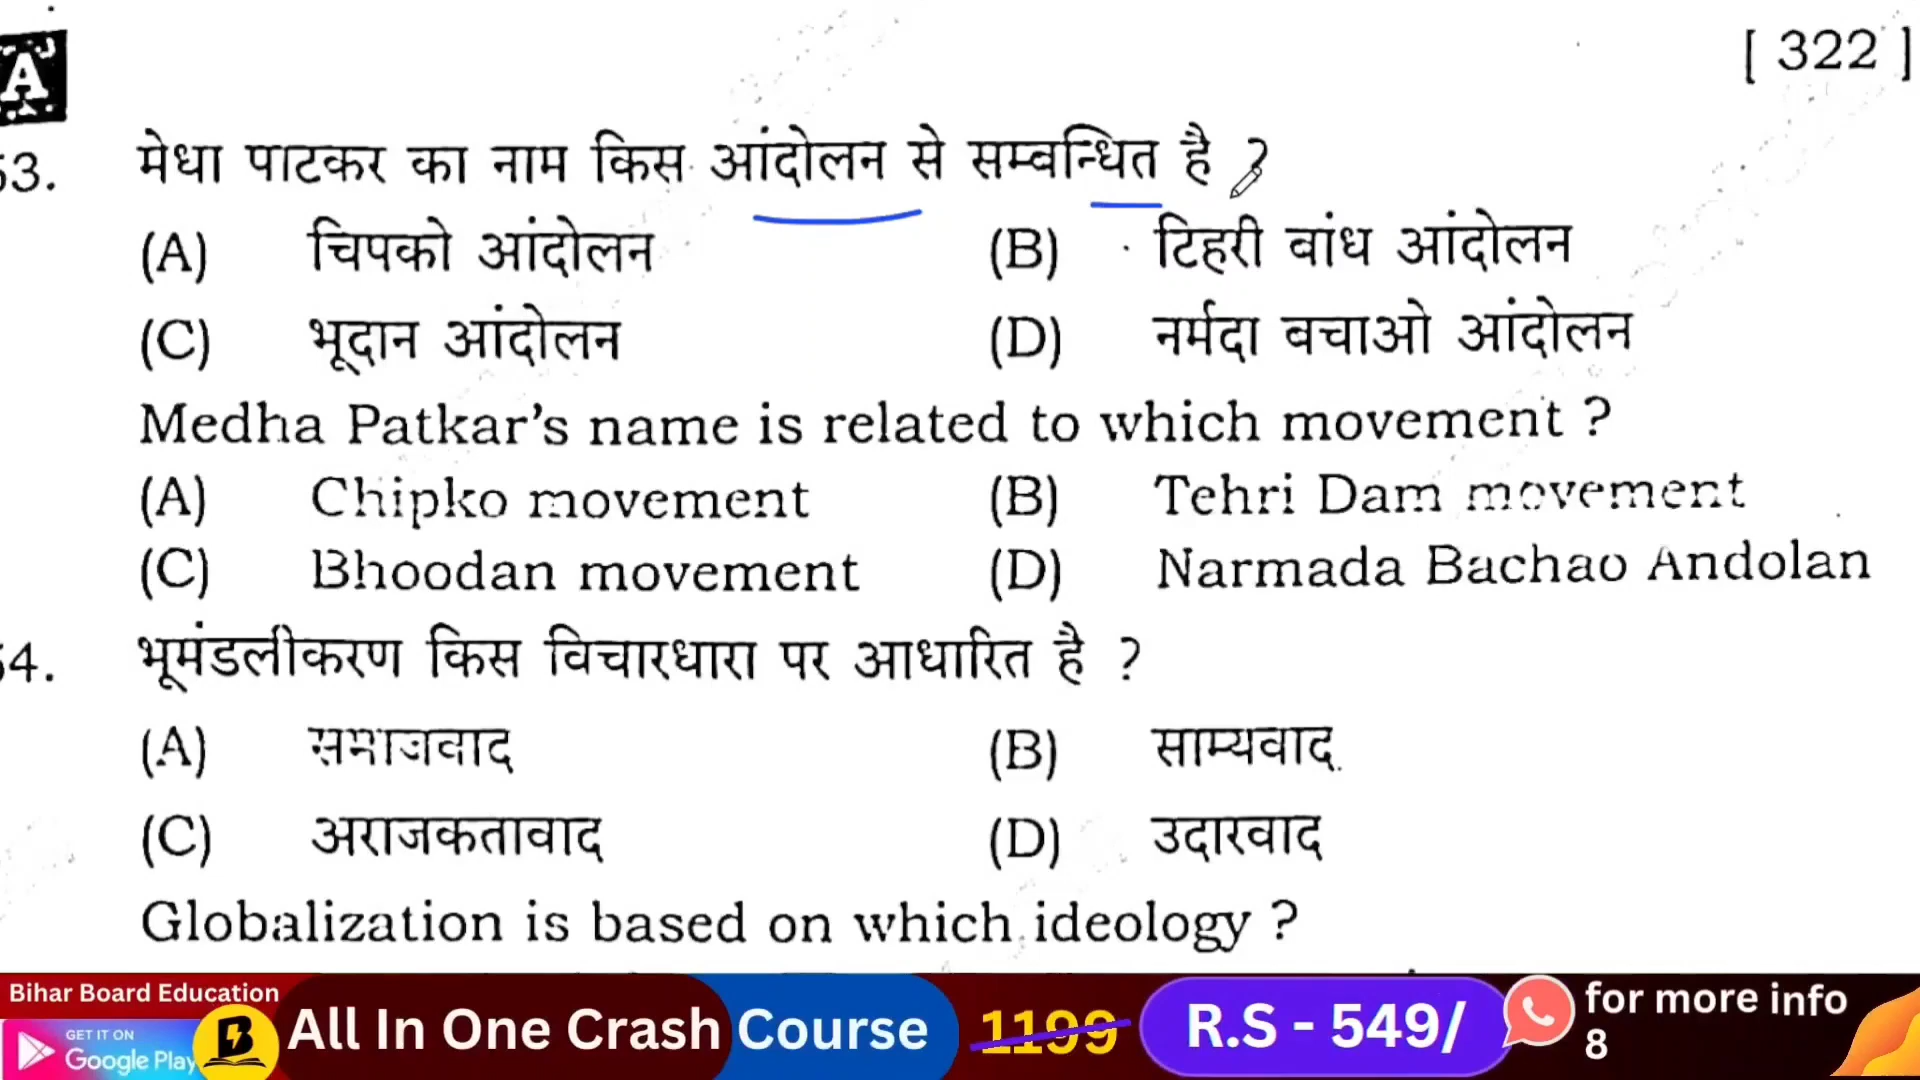 A
[ 322 ]
53. मेधा पाटकर का नाम किस आंदोलन से सम्बन्धित है ?
(A) चिपको आंदोलन (B) टिहरी बांध आंदोलन
(C) भूदान आंदोलन (D) नर्मदा बचाओ आंदोलन
Medha Patkar's name is related to which movement ?
(A) Chipko movement (B) Tehri Dam movement
(C) Bhoodan movement (D) Narmada Bachao Andolan
54. भूमंडलीकरण किस विचारधारा पर आधारित है ?
(A) समाजवाद (B) साम्यवाद
(C) अराजकतावाद (D) उदारवाद
Globalization is based on which ideology ?
Bihar Board Education
GET IT ON
Google Play
B
All In One Crash Course 1199 R.S - 549/
for more info
8